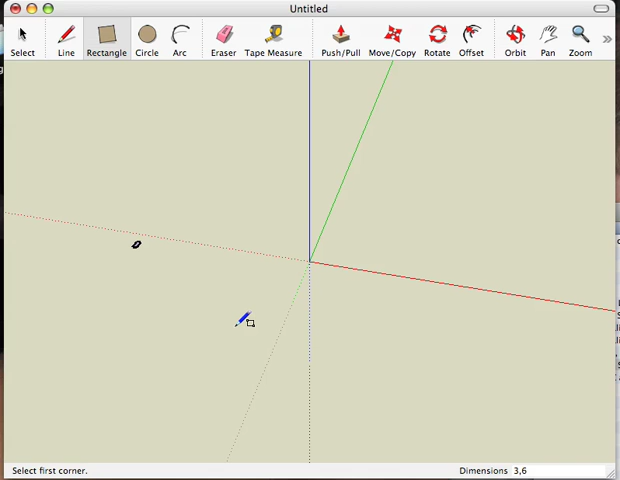 Untitled
Select Line Rectangle Circle Arc Eraser Tape Measure Push/Pull Move/Copy Rotate Offset Orbit Pan Zoom »
Select first corner. Dimensions 3,6